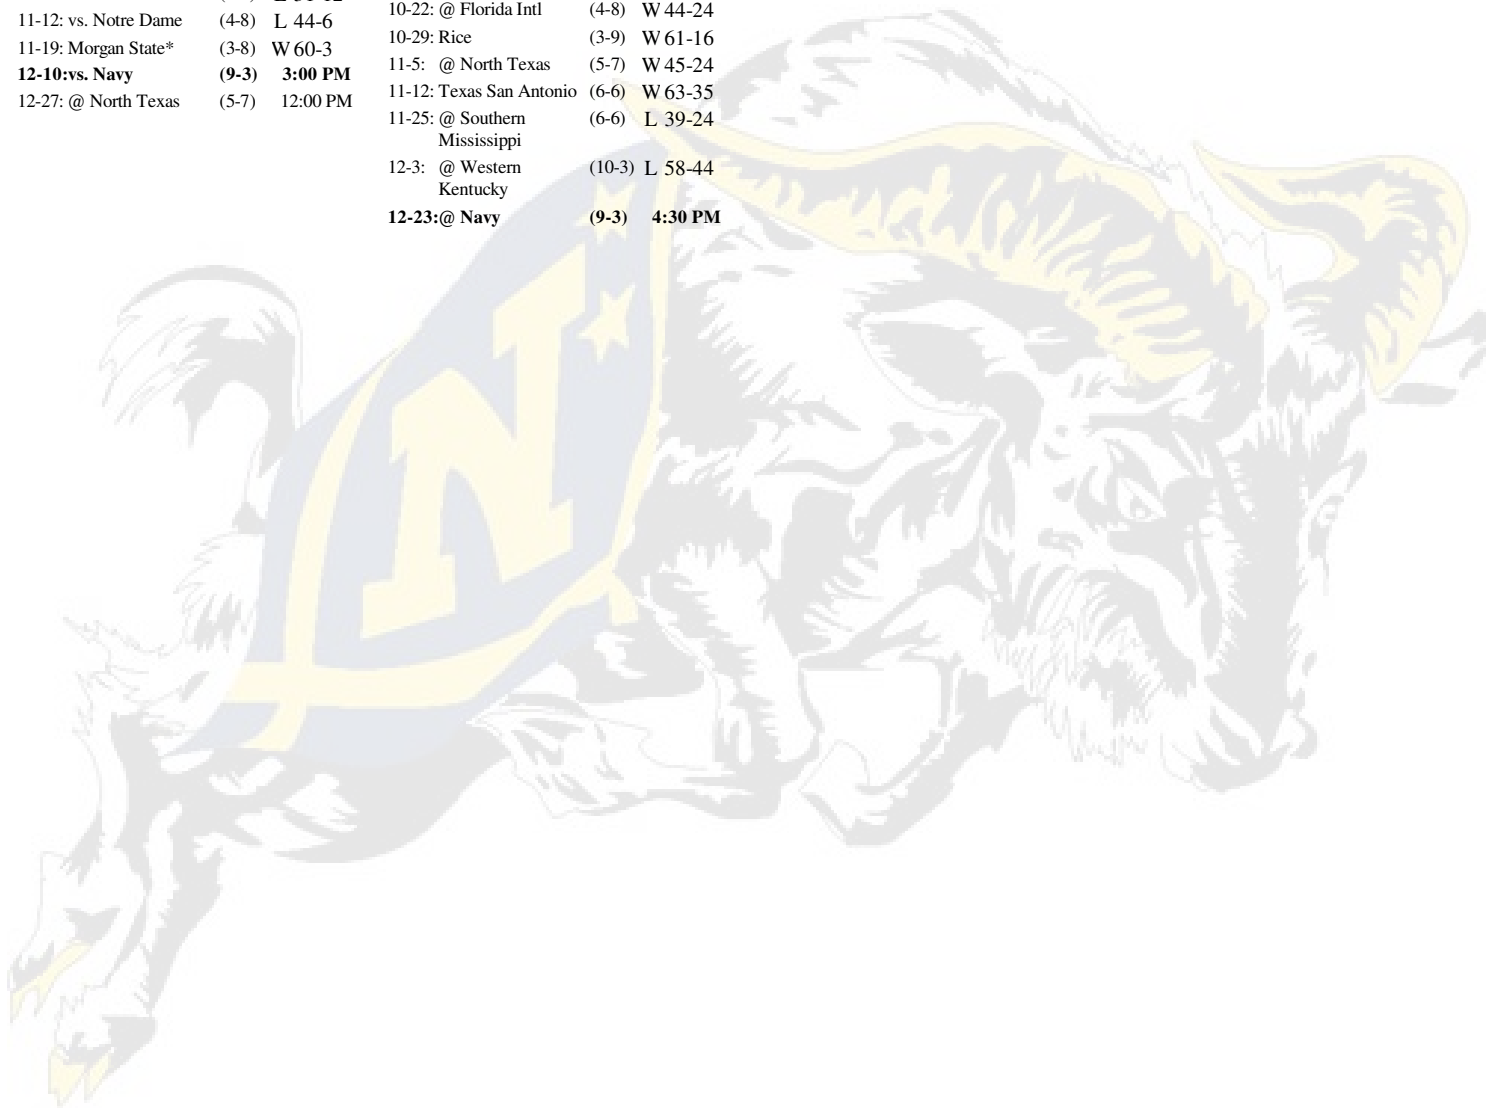 11-12: vs. Notre Dame (4-8) L 44-6
11-19: Morgan State* (3-8) W 60-3
12-10:vs. Navy (9-3) 3:00 PM
12-27: @ North Texas (5-7) 12:00 PM
10-22: @ Florida Intl (4-8) W 44-24
10-29: Rice (3-9) W 61-16
11-5: @ North Texas (5-7) W 45-24
11-12: Texas San Antonio (6-6) W 63-35
11-25: @ Southern (6-6) L 39-24
Mississippi
12-3: @ Western (10-3) L 58-44
Kentucky
12-23:@ Navy (9-3) 4:30 PM
N